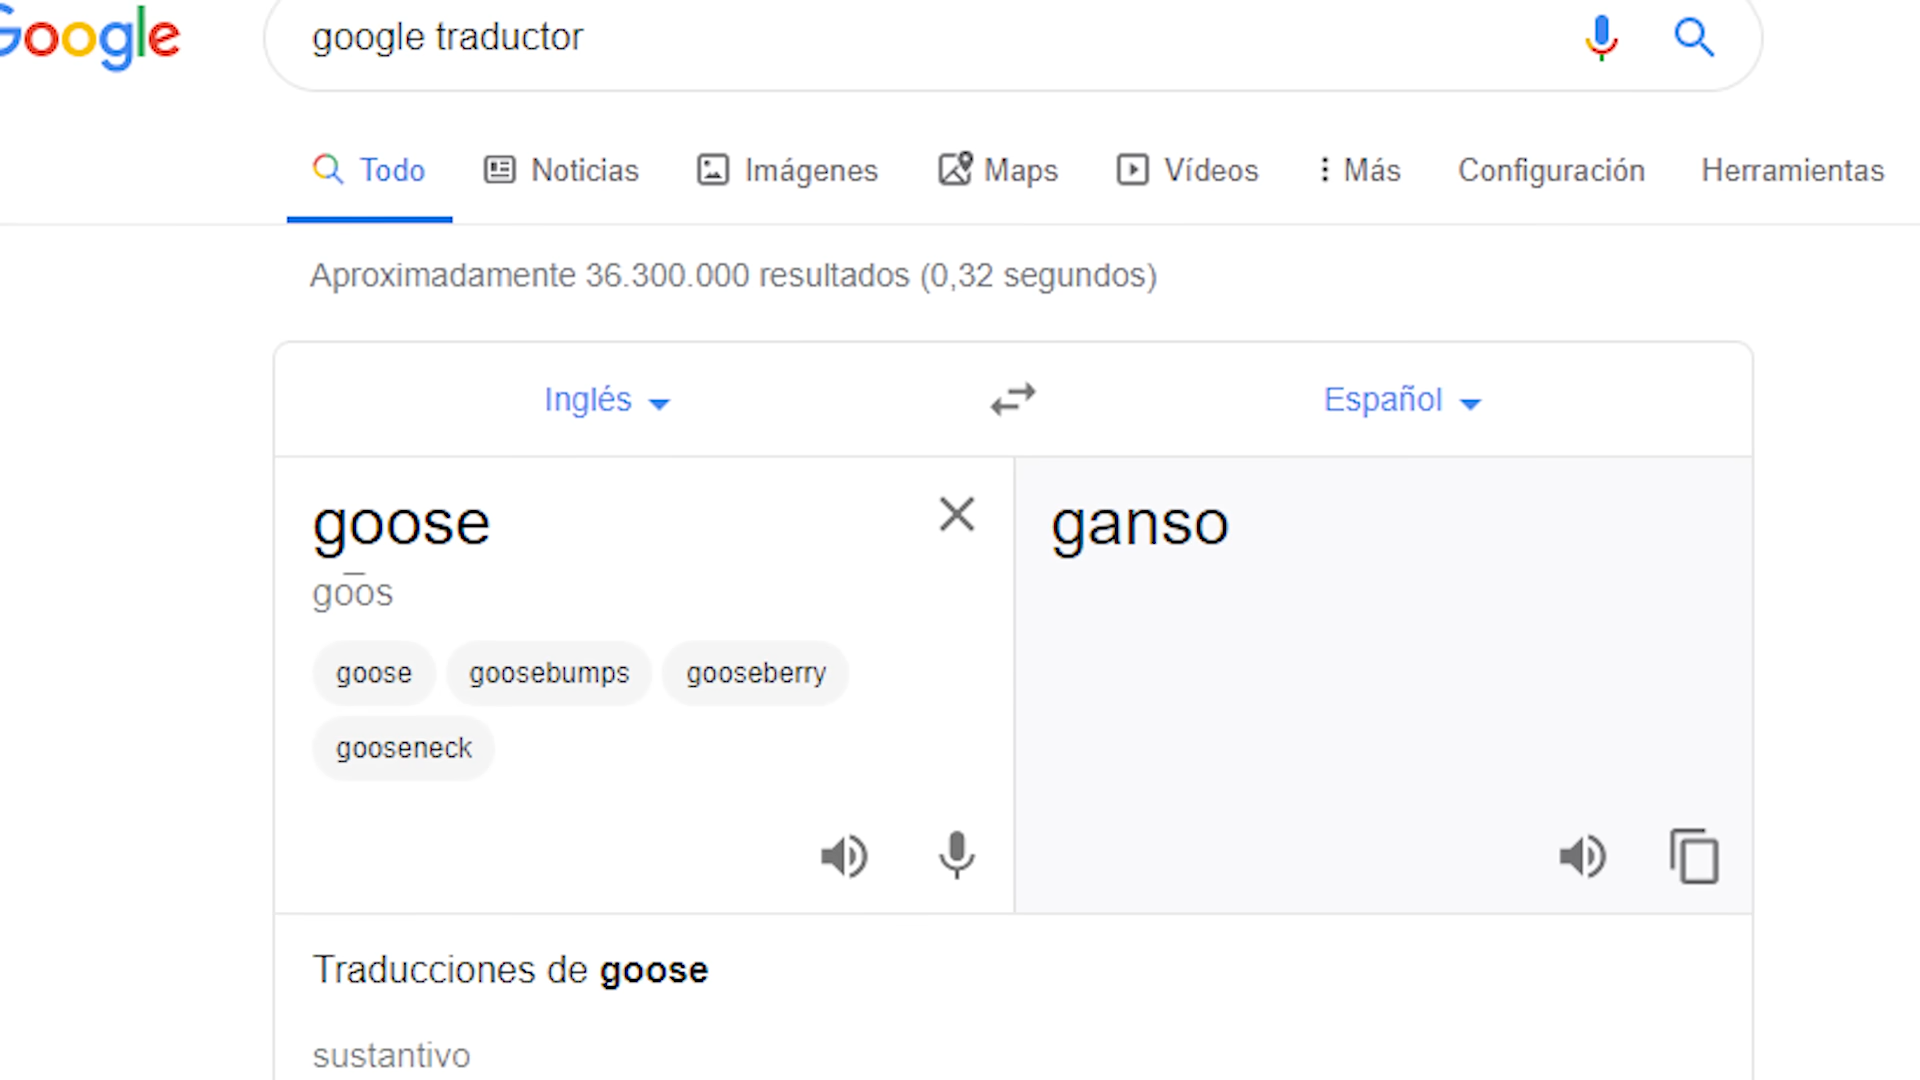 Google
google traductor
Todo Noticias Imágenes Maps Vídeos Más Configuración Herramientas
Aproximadamente 36.300.000 resultados (0,32 segundos)
Inglés Español
goose ganso
go͞os
goose goosebumps gooseberry
gooseneck
Traducciones de goose
sustantivo